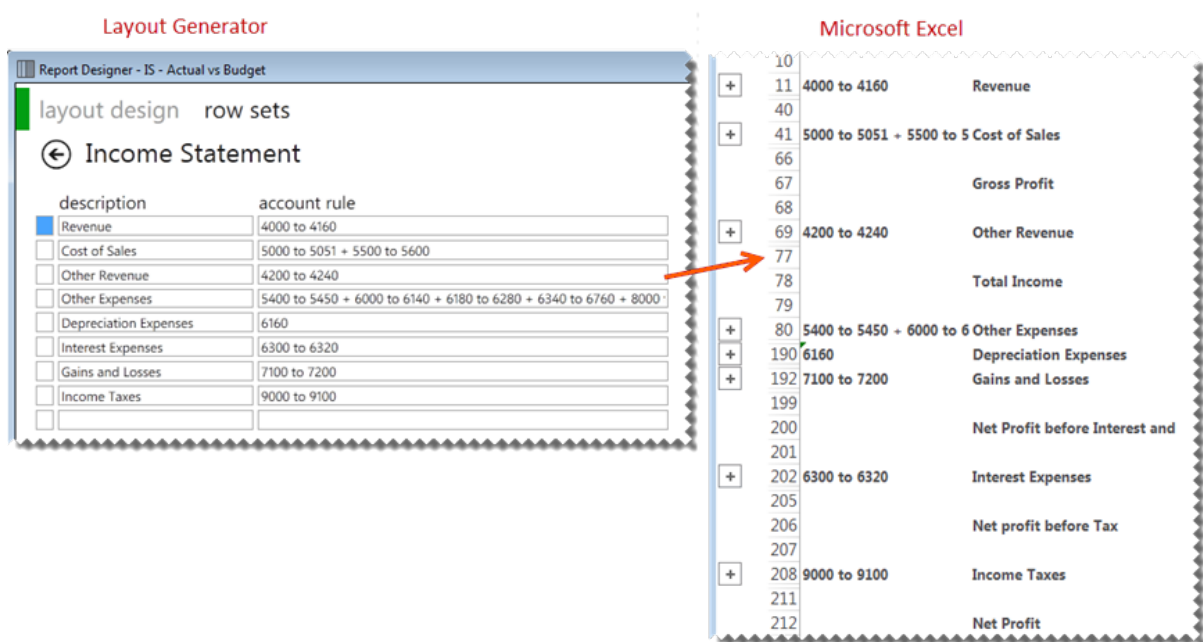 Layout Generator
Report Designer - IS - Actual vs Budget
layout design row sets
Income Statement
description account rule
Revenue 4000 to 4160
Cost of Sales 5000 to 5051 + 5500 to 5600
Other Revenue 4200 to 4240
Other Expenses 5400 to 5450 + 6000 to 6140 + 6180 to 6280 + 6340 to 6760 + 8000
Depreciation Expenses 6160
Interest Expenses 6300 to 6320
Gains and Losses 7100 to 7200
Income Taxes 9000 to 9100
Microsoft Excel
10
+ 11 4000 to 4160 Revenue
40
+ 41 5000 to 5051 + 5500 to 5 Cost of Sales
66
67 Gross Profit
68
+ 69 4200 to 4240 Other Revenue
77
78 Total Income
79
+ 80 5400 to 5450 + 6000 to 6 Other Expenses
+ 190 6160 Depreciation Expenses
+ 192 7100 to 7200 Gains and Losses
199
200 Net Profit before Interest and
201
+ 202 6300 to 6320 Interest Expenses
205
206 Net profit before Tax
207
+ 208 9000 to 9100 Income Taxes
211
212 Net Profit